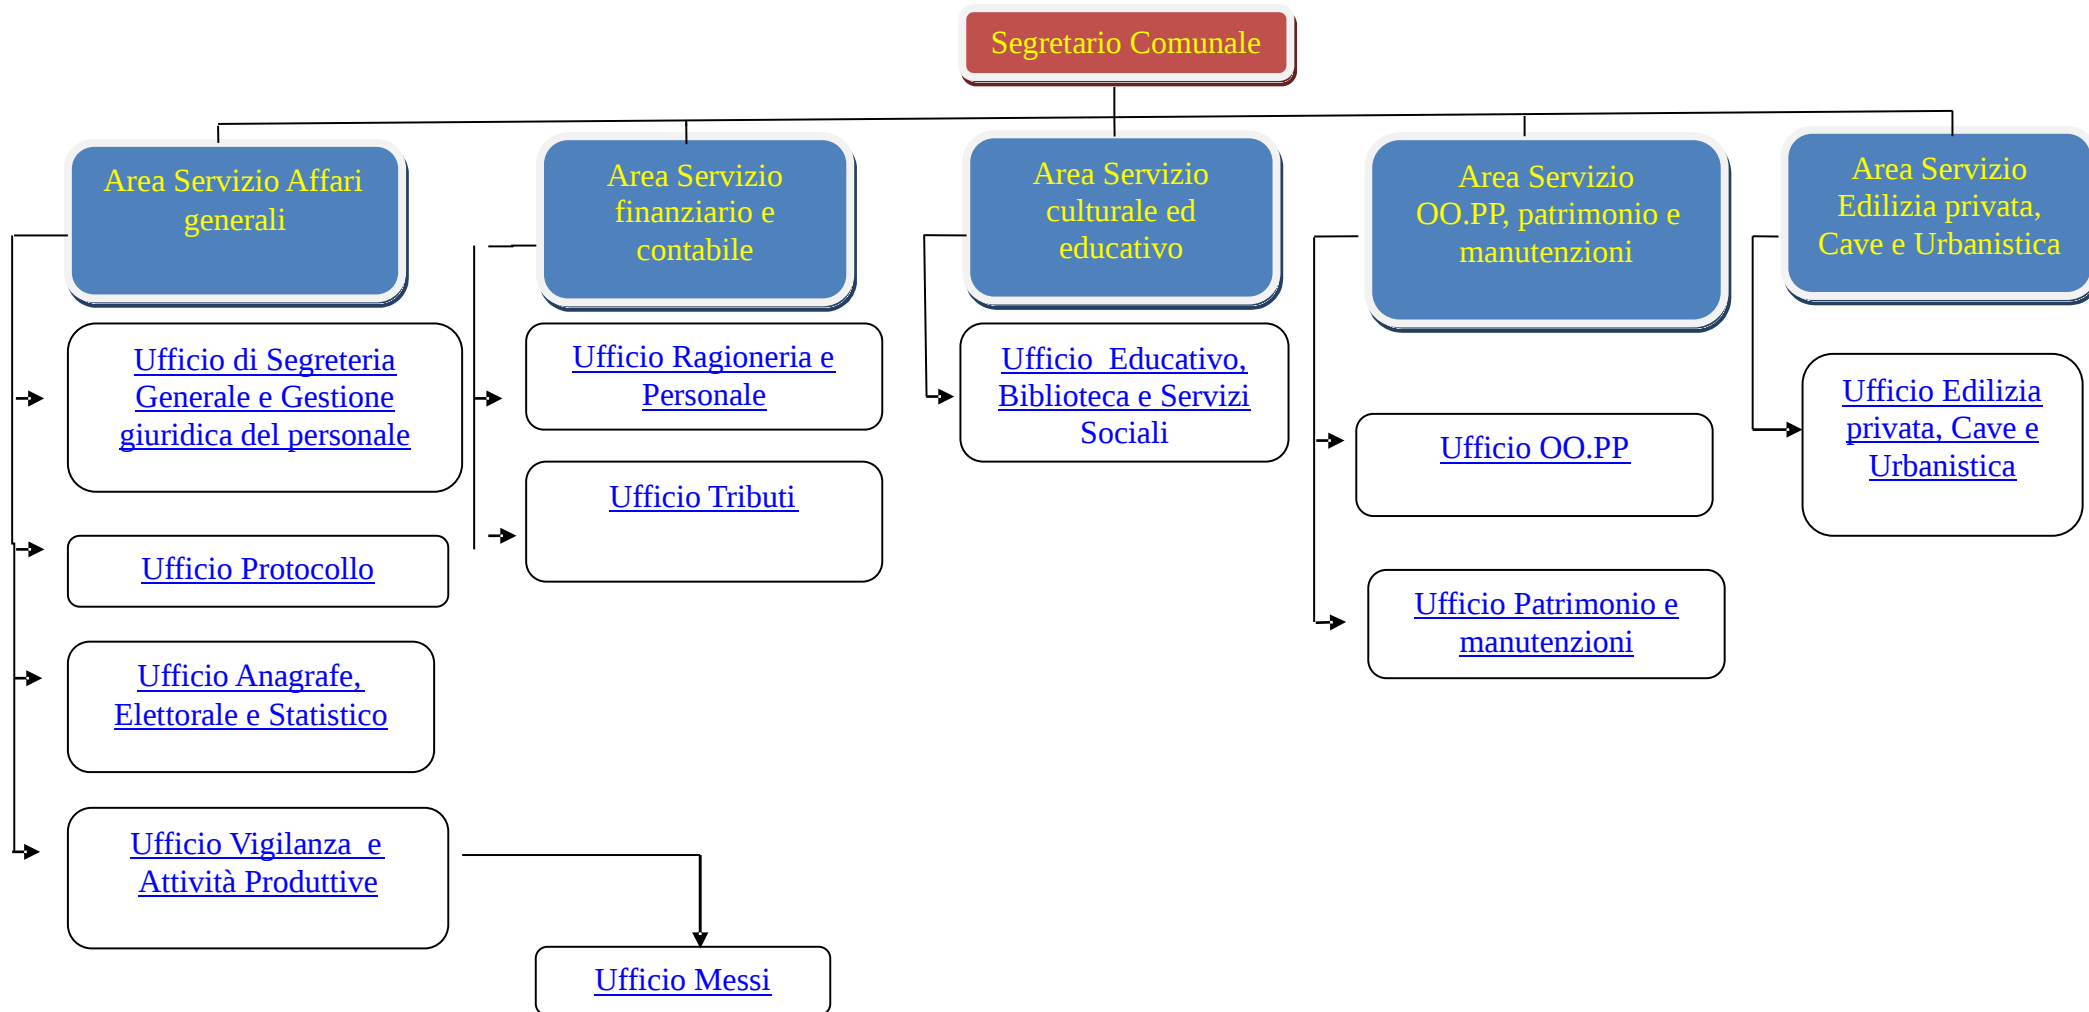 Segretario Comunale
Area Servizio Affari
generali
Area Servizio
finanziario e
contabile
Area Servizio
culturale ed
educativo
Area Servizio
OO.PP, patrimonio e
manutenzioni
Area Servizio
Edilizia privata,
Cave e Urbanistica
Ufficio di Segreteria
Generale e Gestione
giuridica del personale
Ufficio Protocollo
Ufficio Anagrafe,
Elettorale e Statistico
Ufficio Vigilanza  e
Attività Produttive
Ufficio Messi
Ufficio Ragioneria e
Personale
Ufficio Tributi
Ufficio  Educativo,
Biblioteca e Servizi
Sociali
Ufficio OO.PP
Ufficio Patrimonio e
manutenzioni
Ufficio Edilizia
privata, Cave e
Urbanistica